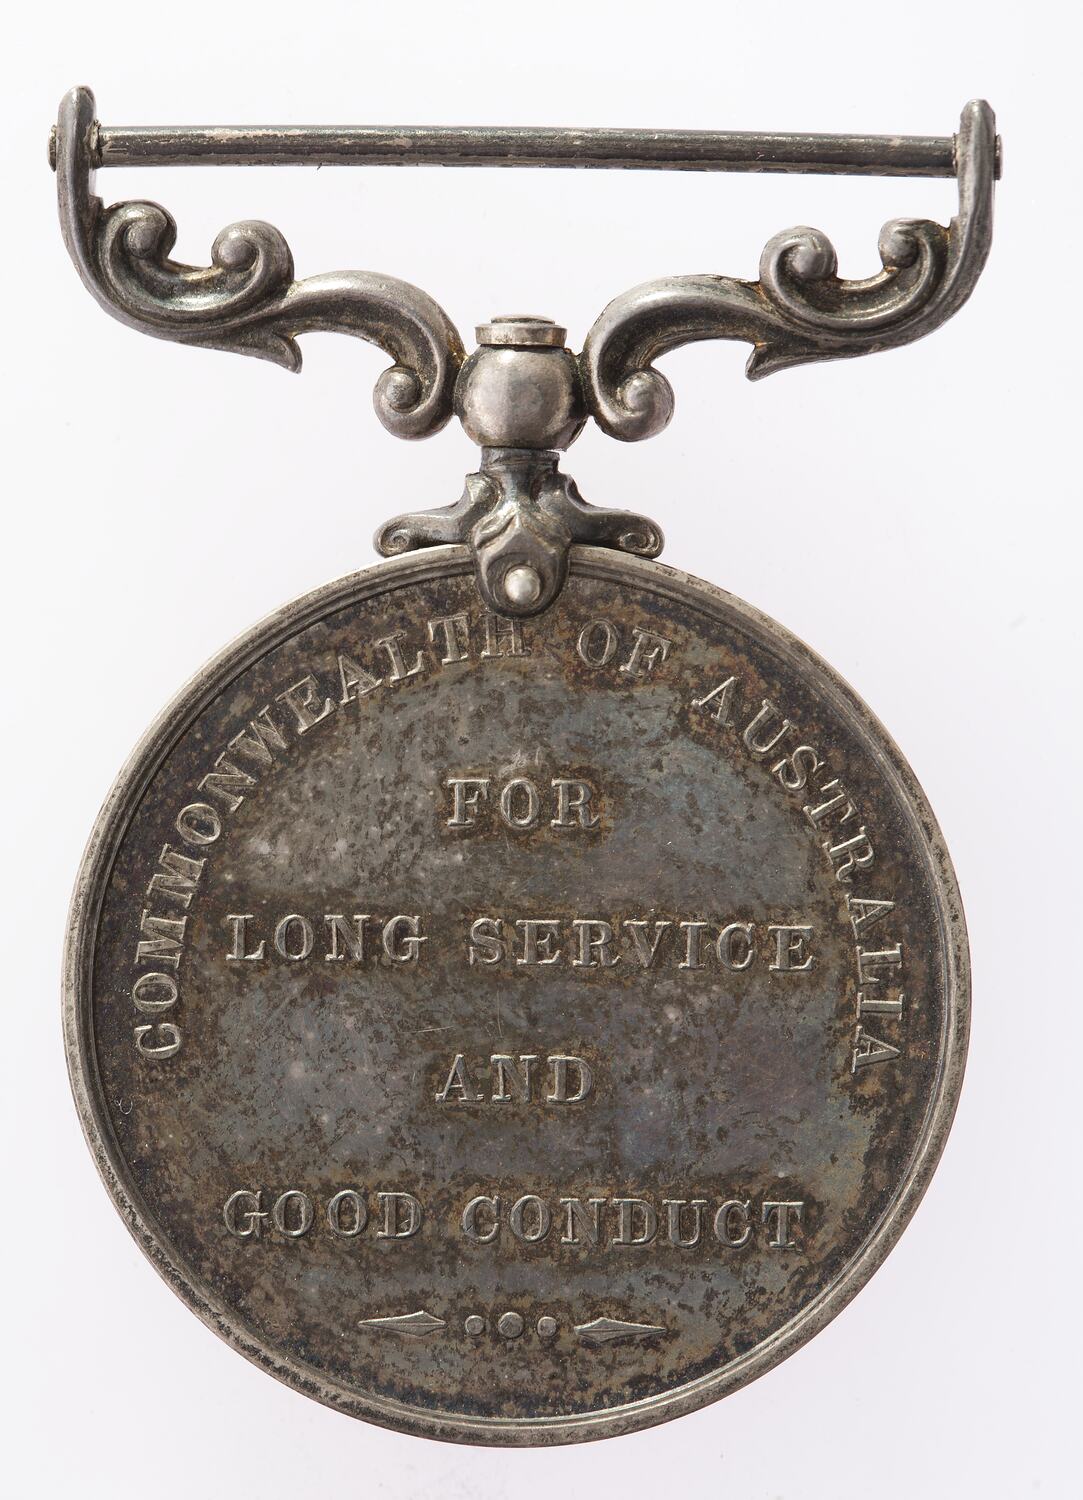 COMMONWEALTH OF AUSTRALIA
FOR
LONG SERVICE
AND
GOOD CONDUCT